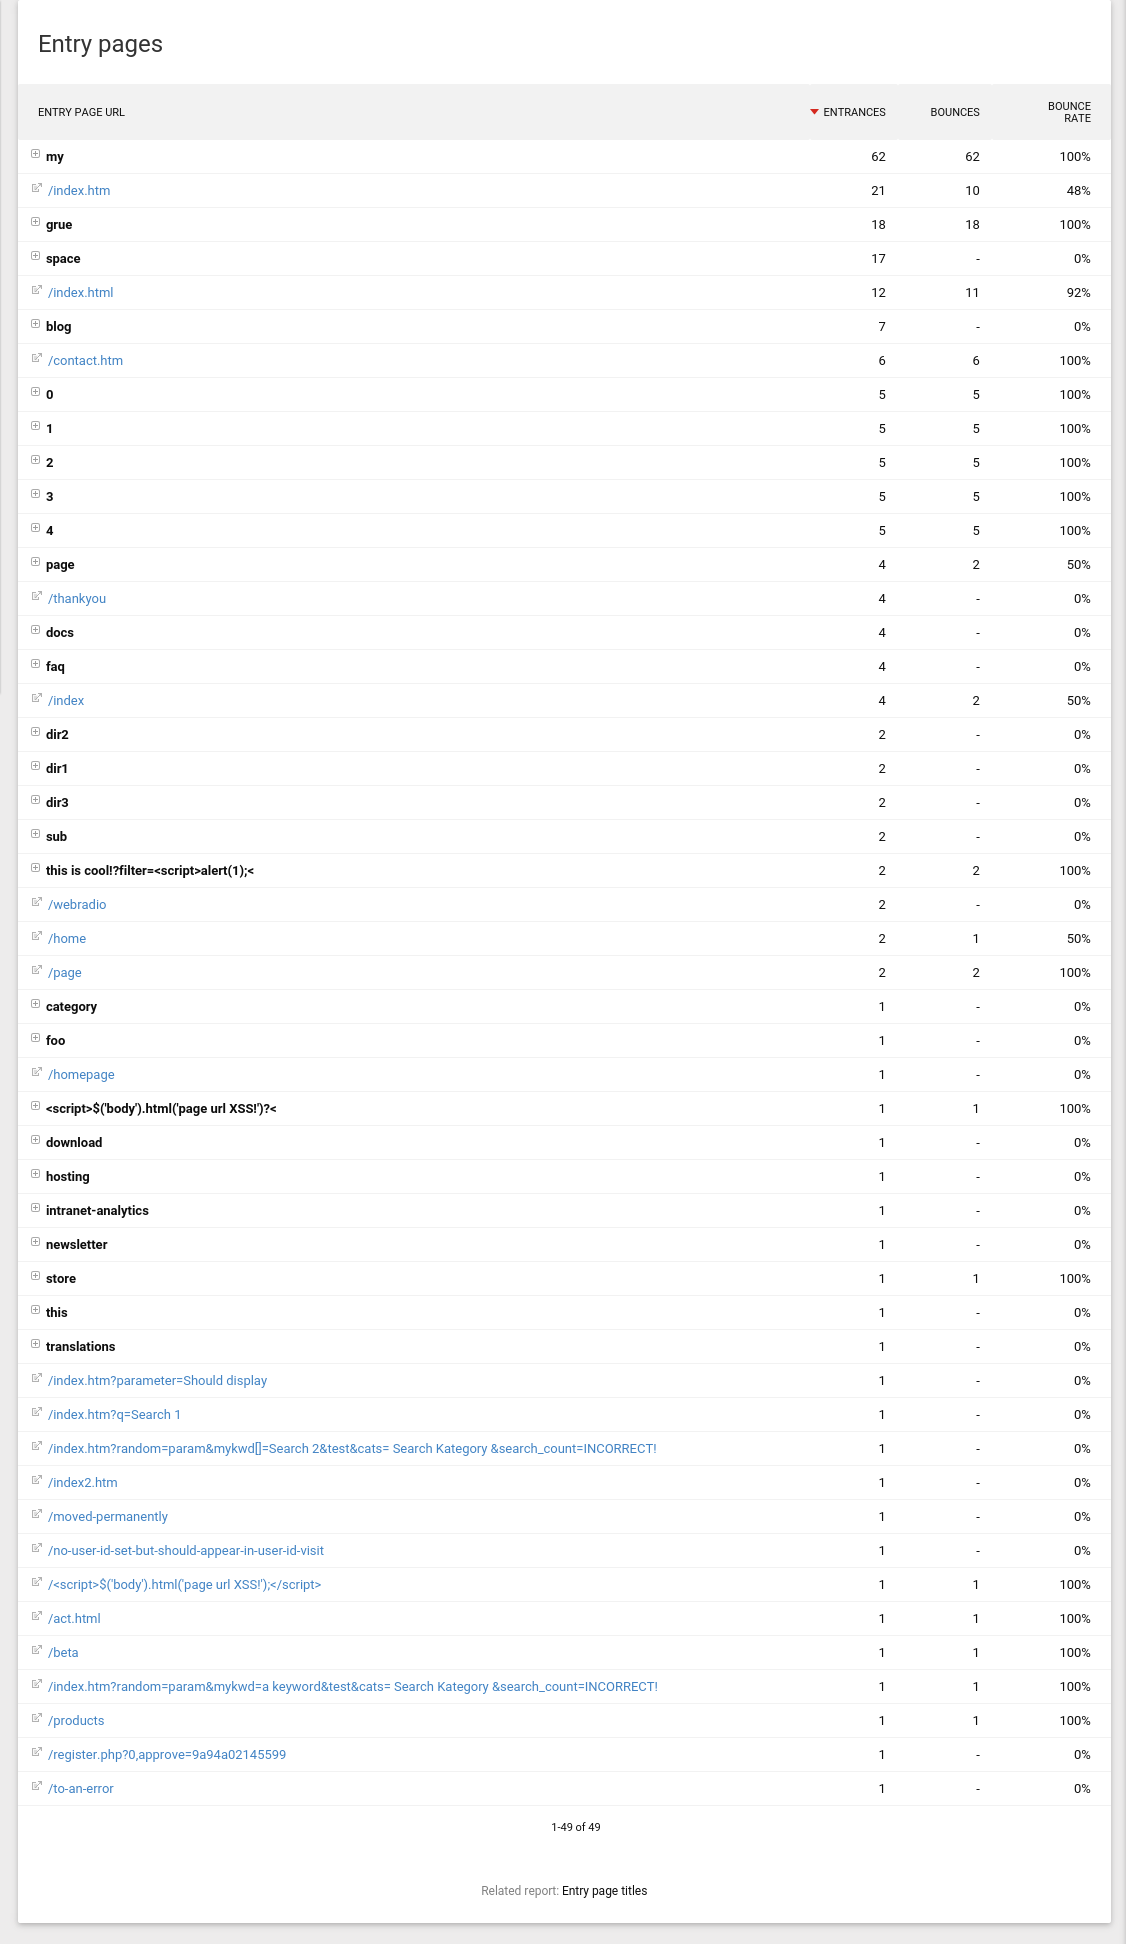 Entry pages
ENTRY PAGE URL ENTRANCES BOUNCES BOUNCE RATE
my 62 62 100%
/index.htm 21 10 48%
grue 18 18 100%
space 17 - 0%
/index.html 12 11 92%
blog 7 - 0%
/contact.htm 6 6 100%
0 5 5 100%
1 5 5 100%
2 5 5 100%
3 5 5 100%
4 5 5 100%
page 4 2 50%
/thankyou 4 - 0%
docs 4 - 0%
faq 4 - 0%
/index 4 2 50%
dir2 2 - 0%
dir1 2 - 0%
dir3 2 - 0%
sub 2 - 0%
this is cool!?filter=<script>alert(1);< 2 2 100%
/webradio 2 - 0%
/home 2 1 50%
/page 2 2 100%
category 1 - 0%
foo 1 - 0%
/homepage 1 - 0%
<script>$('body').html('page url XSS!')?< 1 1 100%
download 1 - 0%
hosting 1 - 0%
intranet-analytics 1 - 0%
newsletter 1 - 0%
store 1 1 100%
this 1 - 0%
translations 1 - 0%
/index.htm?parameter=Should display 1 - 0%
/index.htm?q=Search 1 1 - 0%
/index.htm?random=param&mykwd[]=Search 2&test&cats= Search Kategory &search_count=INCORRECT! 1 - 0%
/index2.htm 1 - 0%
/moved-permanently 1 - 0%
/no-user-id-set-but-should-appear-in-user-id-visit 1 - 0%
/<script>$('body').html('page url XSS!');</script> 1 1 100%
/act.html 1 1 100%
/beta 1 1 100%
/index.htm?random=param&mykwd=a keyword&test&cats= Search Kategory &search_count=INCORRECT! 1 1 100%
/products 1 1 100%
/register.php?0,approve=9a94a02145599 1 - 0%
/to-an-error 1 - 0%
1-49 of 49
Related report: Entry page titles